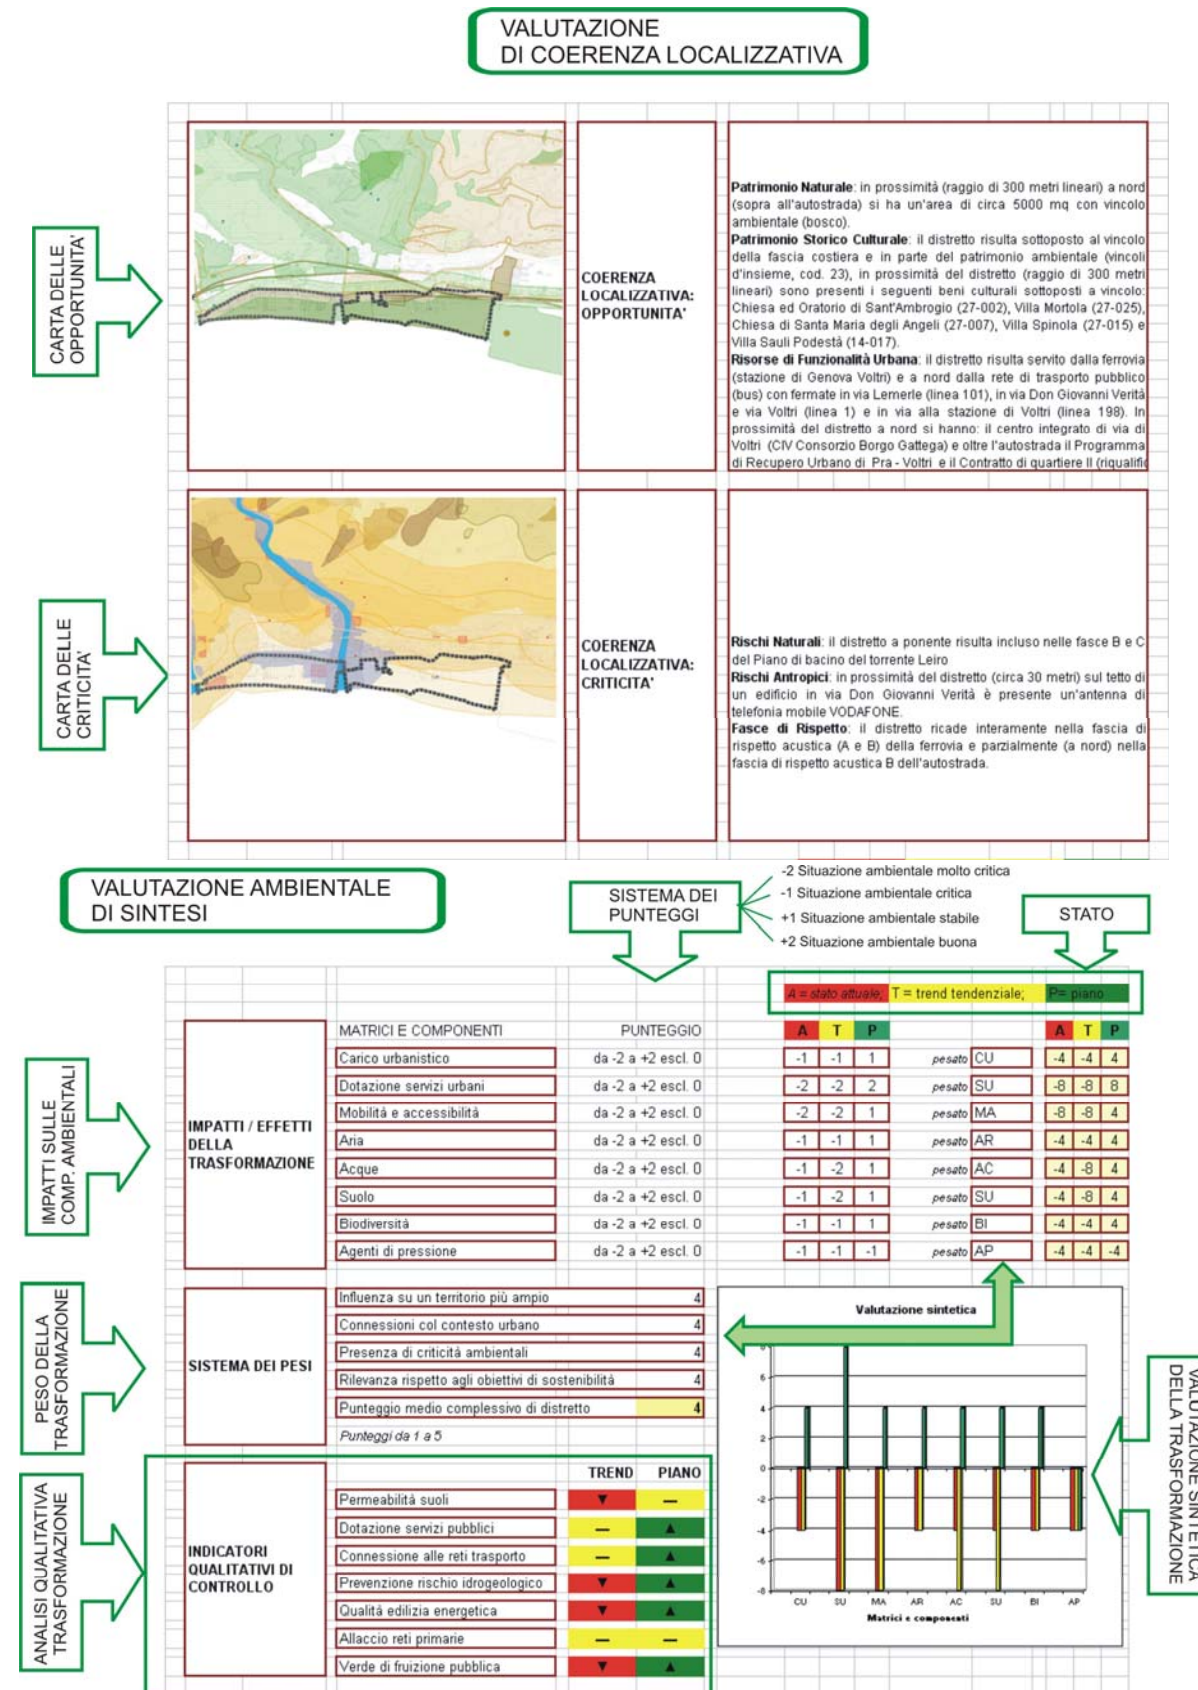 VALUTAZIONE
DI COERENZA LOCALIZZATIVA
CARTA DELLE
OPPORTUNITA'
COERENZA
LOCALIZZATIVA:
OPPORTUNITA'
Patrimonio Naturale: in prossimità (raggio di 300 metri lineari) a nord
(sopra all'autostrada) si ha un'area di circa 5000 mq con vincolo
ambientale (bosco).
Patrimonio Storico Culturale: il distretto risulta sottoposto al vincolo
della fascia costiera e in parte del patrimonio ambientale (vincoli
d'insieme, cod. 23), in prossimità del distretto (raggio di 300 metri
lineari) sono presenti i seguenti beni culturali sottoposti a vincolo:
Chiesa ed Oratorio di Sant'Ambrogio (27-002), Villa Mortola (27-025),
Chiesa di Santa Maria degli Angeli (27-007), Villa Spinola (27-015) e
Villa Sauli Podestà (14-017).
Risorse di Funzionalità Urbana: il distretto risulta servito dalla ferrovia
(stazione di Genova Voltri) e a nord dalla rete di trasporto pubblico
(bus) con fermate in via Lemerle (linea 101), in via Don Giovanni Verità
e via Voltri (linea 1) e in via alla stazione di Voltri (linea 198). In
prossimità del distretto a nord si hanno: il centro integrato di via di
Voltri (CIV Consorzio Borgo Gattega) e oltre l'autostrada il Programma
di Recupero Urbano di Pra - Voltri e il Contratto di quartiere II (riqualific
CARTA DELLE
CRITICITA'
COERENZA
LOCALIZZATIVA:
CRITICITA'
Rischi Naturali: il distretto a ponente risulta incluso nelle fasce B e C
del Piano di bacino del torrente Leiro
Rischi Antropici: in prossimità del distretto (circa 30 metri) sul tetto di
un edificio in via Don Giovanni Verità è presente un'antenna di
telefonia mobile VODAFONE.
Fasce di Rispetto: il distretto ricade interamente nella fascia di
rispetto acustica (A e B) della ferrovia e parzialmente (a nord) nella
fascia di rispetto acustica B dell'autostrada.
VALUTAZIONE AMBIENTALE
DI SINTESI
SISTEMA DEI
PUNTEGGI
-2 Situazione ambientale molto critica
-1 Situazione ambientale critica
+1 Situazione ambientale stabile
+2 Situazione ambientale buona
STATO
A = stato attuale; T = trend tendenziale; P= piano
IMPATTI SULLE
COMP. AMBIENTALI
IMPATTI / EFFETTI
DELLA
TRASFORMAZIONE
MATRICI E COMPONENTI PUNTEGGIO A T P A T P
Carico urbanistico da -2 a +2 escl. 0 -1 -1 1 pesato CU -4 -4 4
Dotazione servizi urbani da -2 a +2 escl. 0 -2 -2 2 pesato SU -8 -8 8
Mobilità e accessibilità da -2 a +2 escl. 0 -2 -2 1 pesato MA -8 -8 4
Aria da -2 a +2 escl. 0 -1 -1 1 pesato AR -4 -4 4
Acque da -2 a +2 escl. 0 -1 -2 1 pesato AC -4 -8 4
Suolo da -2 a +2 escl. 0 -1 -2 1 pesato SU -4 -8 4
Biodiversità da -2 a +2 escl. 0 -1 -1 1 pesato BI -4 -4 4
Agenti di pressione da -2 a +2 escl. 0 -1 -1 -1 pesato AP -4 -4 -4
PESO DELLA
TRASFORMAZIONE
SISTEMA DEI PESI
Influenza su un territorio più ampio 4
Connessioni col contesto urbano 4
Presenza di criticità ambientali 4
Rilevanza rispetto agli obiettivi di sostenibilità 4
Punteggio medio complessivo di distretto 4
Punteggi da 1 a 5
Valutazione sintetica
8
6
4
2
0
-2
-4
-6
-8
CU SU MA AR AC SU BI AP
Matrici e componenti
VALUTAZIONE SINTETICA
DELLA TRASFORMAZIONE
ANALISI QUALITATIVA
TRASFORMAZIONE
INDICATORI
QUALITATIVI DI
CONTROLLO
TREND PIANO
Permeabilità suoli ▼ –
Dotazione servizi pubblici – ▲
Connessione alle reti trasporto – ▲
Prevenzione rischio idrogeologico ▼ ▲
Qualità edilizia energetica ▼ ▲
Allaccio reti primarie – –
Verde di fruizione pubblica ▼ ▲